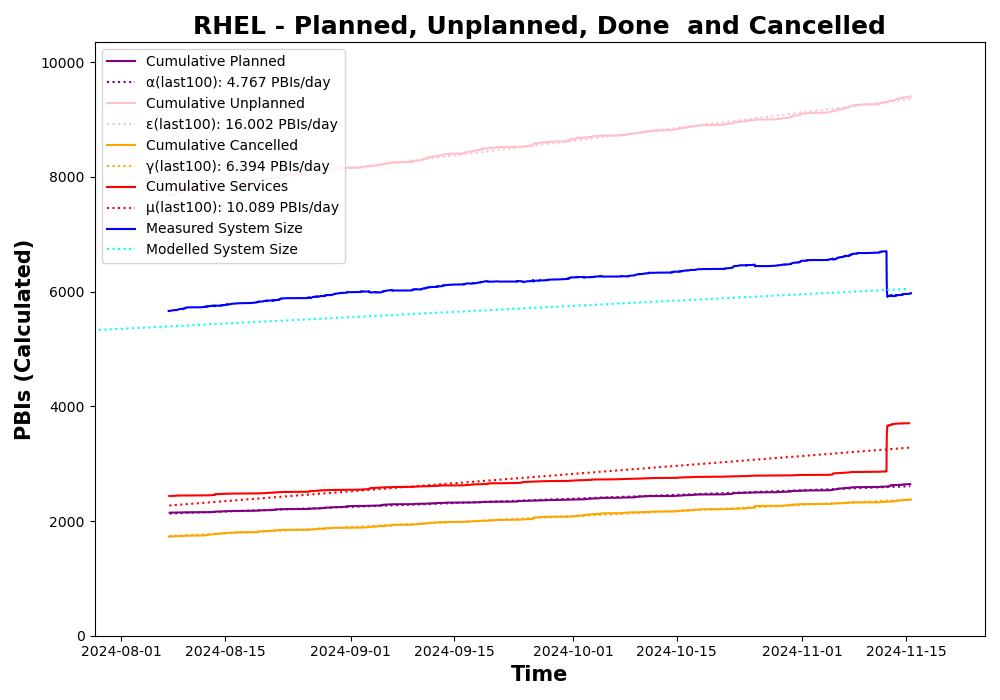 RHEL - Planned, Unplanned, Done  and Cancelled
PBIs (Calculated)
10000
8000
6000
4000
2000
0
Cumulative Planned
α(last100): 4.767 PBIs/day
Cumulative Unplanned
ε(last100): 16.002 PBIs/day
Cumulative Cancelled
γ(last100): 6.394 PBIs/day
Cumulative Services
μ(last100): 10.089 PBIs/day
Measured System Size
Modelled System Size
2024-08-01 2024-08-15 2024-09-01 2024-09-15 2024-10-01 2024-10-15 2024-11-01 2024-11-15
Time